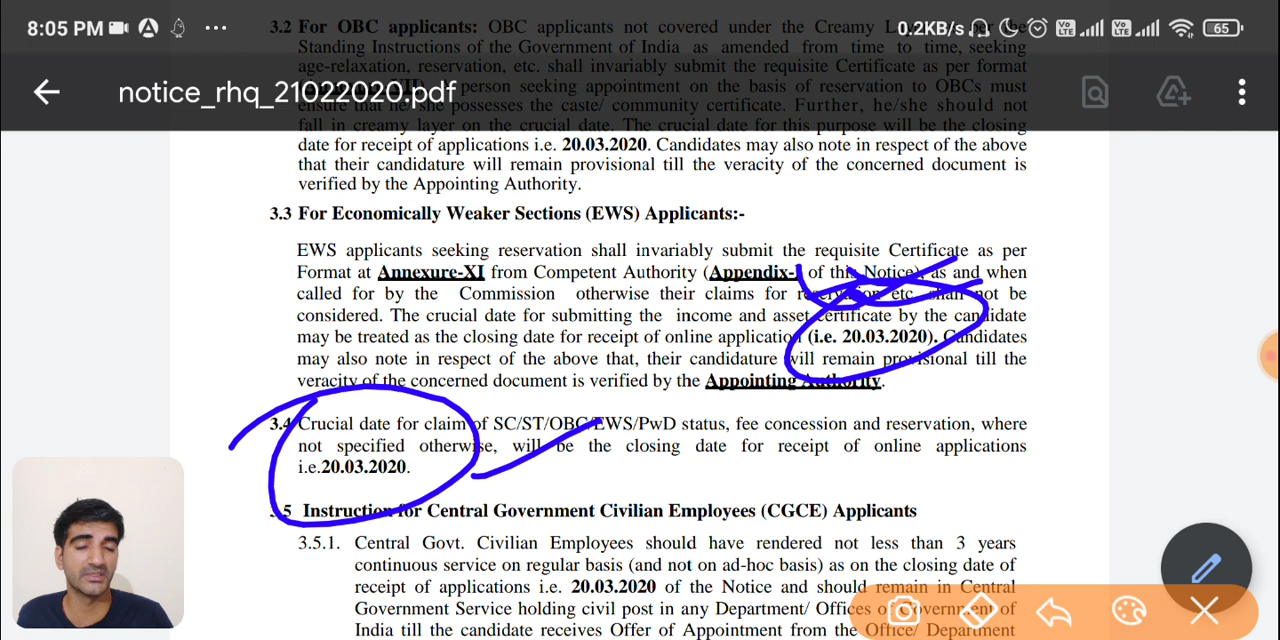 8:05 PM ... 0.2KB/s 65
3.2 For OBC applicants: OBC applicants not covered under the Creamy
Standing Instructions of the Government of India as amended from time to time, seeking
age-relaxation, reservation, etc. shall invariably submit the requisite Certificate as per format
person seeking appointment on the basis of reservation to OBCs must
notice_rhq_21022020.pdf
ensure that he/ she possesses the caste/ community certificate. Further, he/she should not
fall in creamy layer on the crucial date. The crucial date for this purpose will be the closing
date for receipt of applications i.e. 20.03.2020. Candidates may also note in respect of the above
that their candidature will remain provisional till the veracity of the concerned document is
verified by the Appointing Authority.
3.3 For Economically Weaker Sections (EWS) Applicants:-
EWS applicants seeking reservation shall invariably submit the requisite Certificate as per
Format at Annexure-XI from Competent Authority (Appendix- of this Notice), as and when
called for by the Commission otherwise their claims for reservation etc. shall not be
considered. The crucial date for submitting the income and asset certificate by the candidate
may be treated as the closing date for receipt of online application (i.e. 20.03.2020). Candidates
may also note in respect of the above that, their candidature will remain provisional till the
veracity of the concerned document is verified by the Appointing Authority.
3.4 Crucial date for claim of SC/ST/OBC/EWS/PwD status, fee concession and reservation, where
not specified otherwise, will be the closing date for receipt of online applications
i.e.20.03.2020.
.5 Instruction for Central Government Civilian Employees (CGCE) Applicants
3.5.1. Central Govt. Civilian Employees should have rendered not less than 3 years
continuous service on regular basis (and not on ad-hoc basis) as on the closing date of
receipt of applications i.e. 20.03.2020 of the Notice and should remain in Central
Government Service holding civil post in any Department/ Offices of Government of
India till the candidate receives Offer of Appointment from the Office/ Department